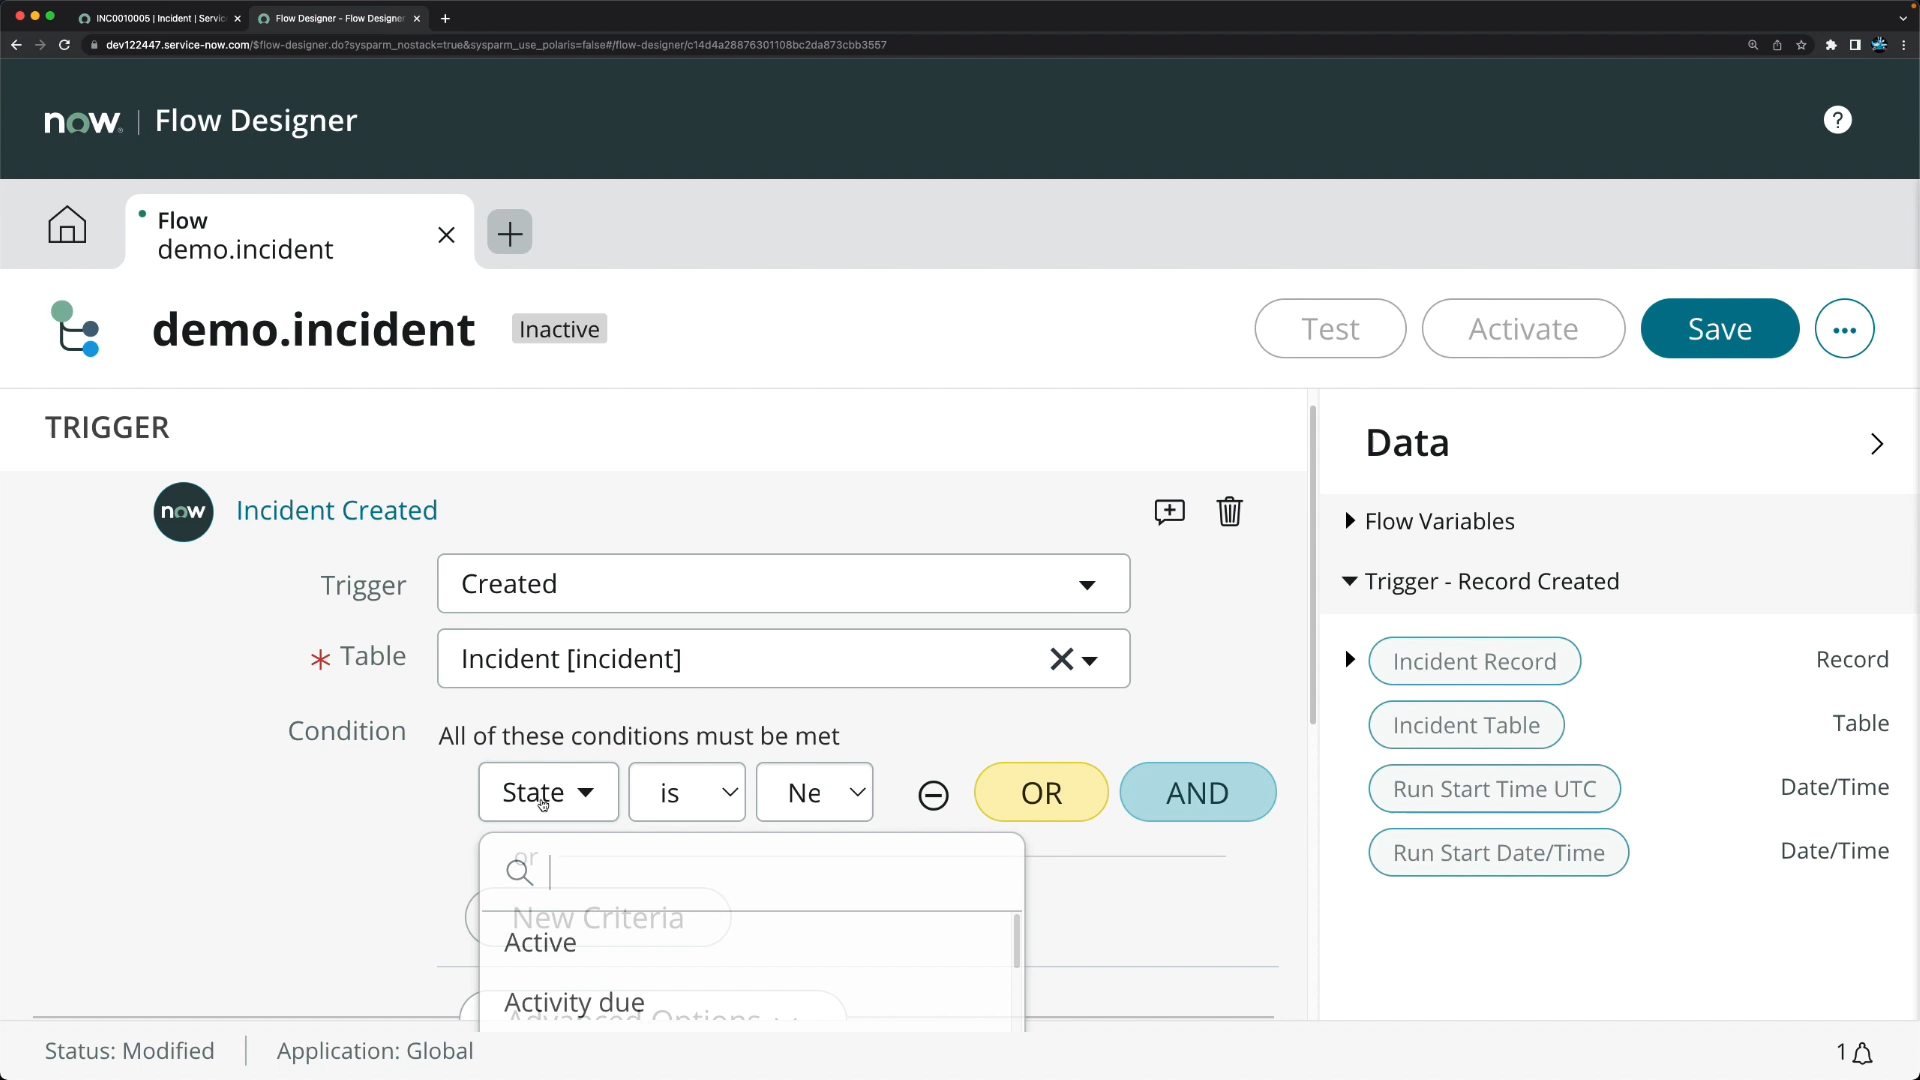 INC0010005 | Incident | Servic
Flow Designer - Flow Designer
dev122447.service-now.com/$flow-designer.do?sysparm_nostack=true&sysparm_use_polaris=false#/flow-designer/c14d4a28876301108bc2da873cbb3557
now. | Flow Designer
?
Flow
demo.incident
demo.incident
Inactive
Test
Activate
Save
TRIGGER
Data
now
Incident Created
Flow Variables
Trigger
Created
Trigger - Record Created
* Table
Incident [incident]
Incident Record
Record
Incident Table
Table
Condition
All of these conditions must be met
State
is
Ne
OR
AND
Run Start Time UTC
Date/Time
Run Start Date/Time
Date/Time
or
New Criteria
Active
Activity due
Advanced Options
Status: Modified
Application: Global
1